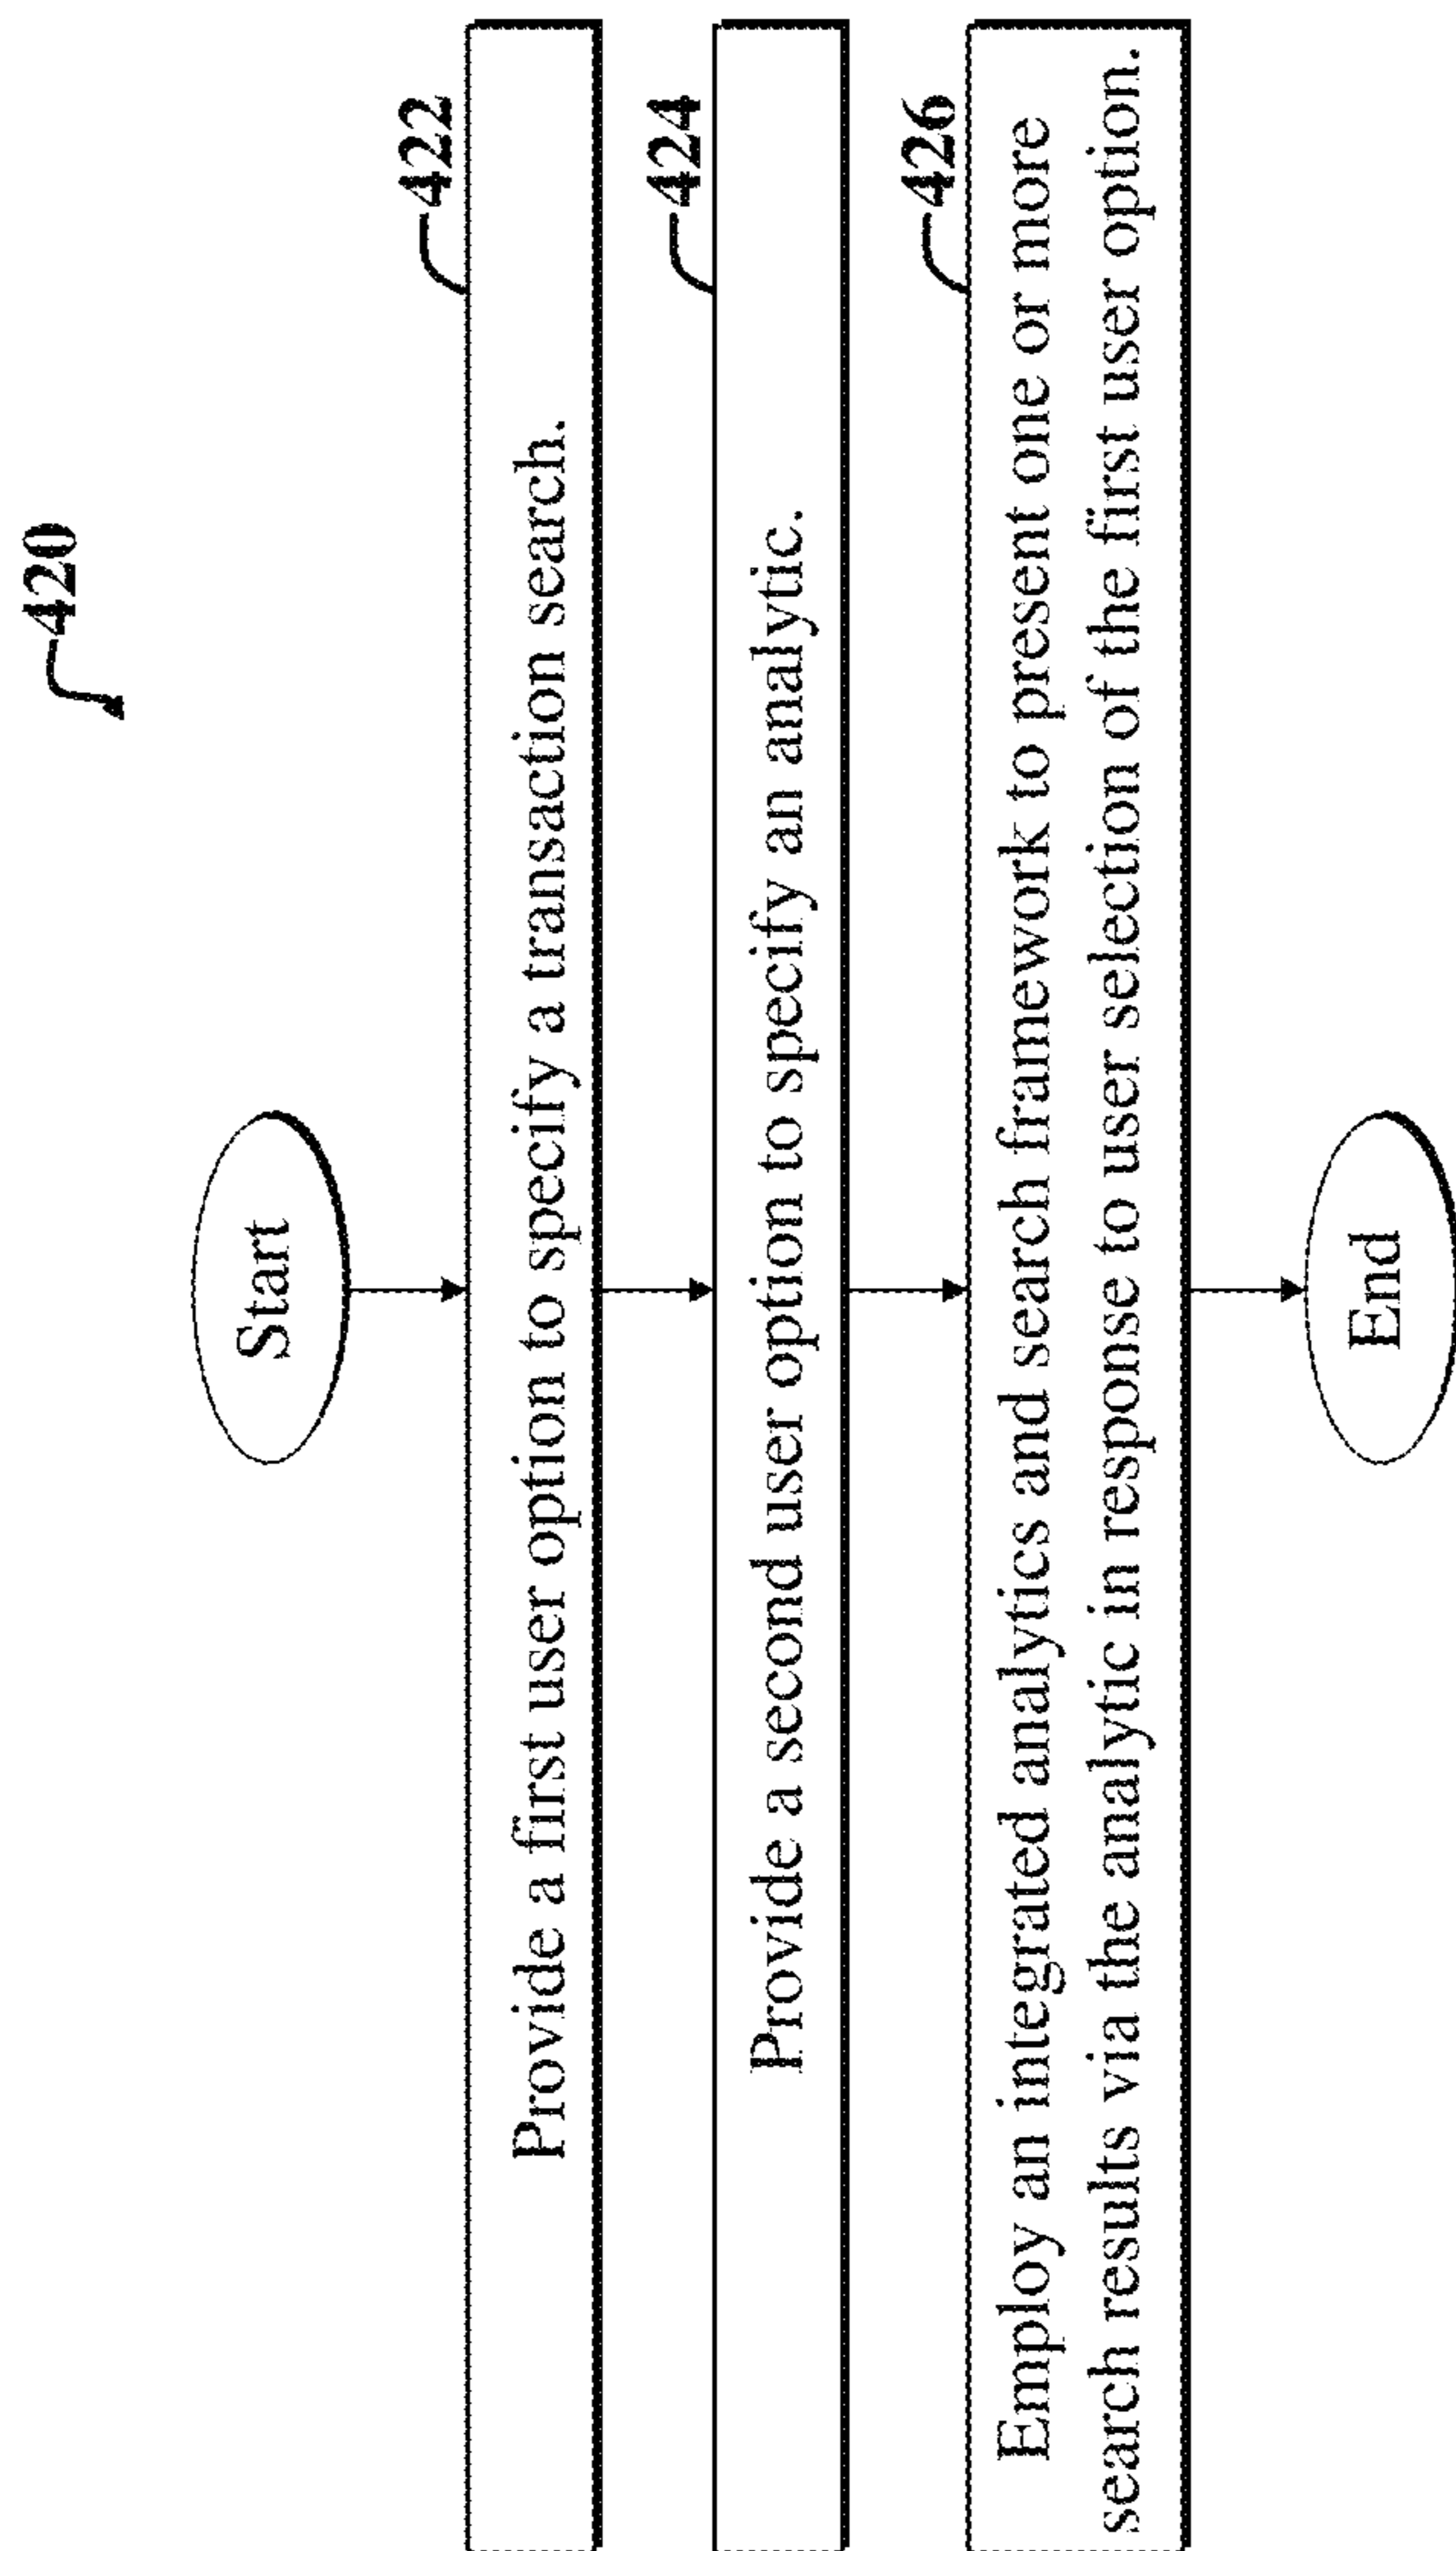 420
Start
422
Provide a first user option to specify a transaction search.
424
Provide a second user option to specify an analytic.
426
Employ an integrated analytics and search framework to present one or more
search results via the analytic in response to user selection of the first user option.
End